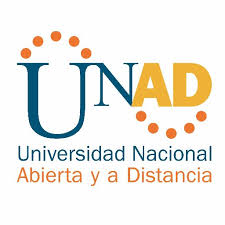 UNAD
Universidad Nacional
Abierta y a Distancia